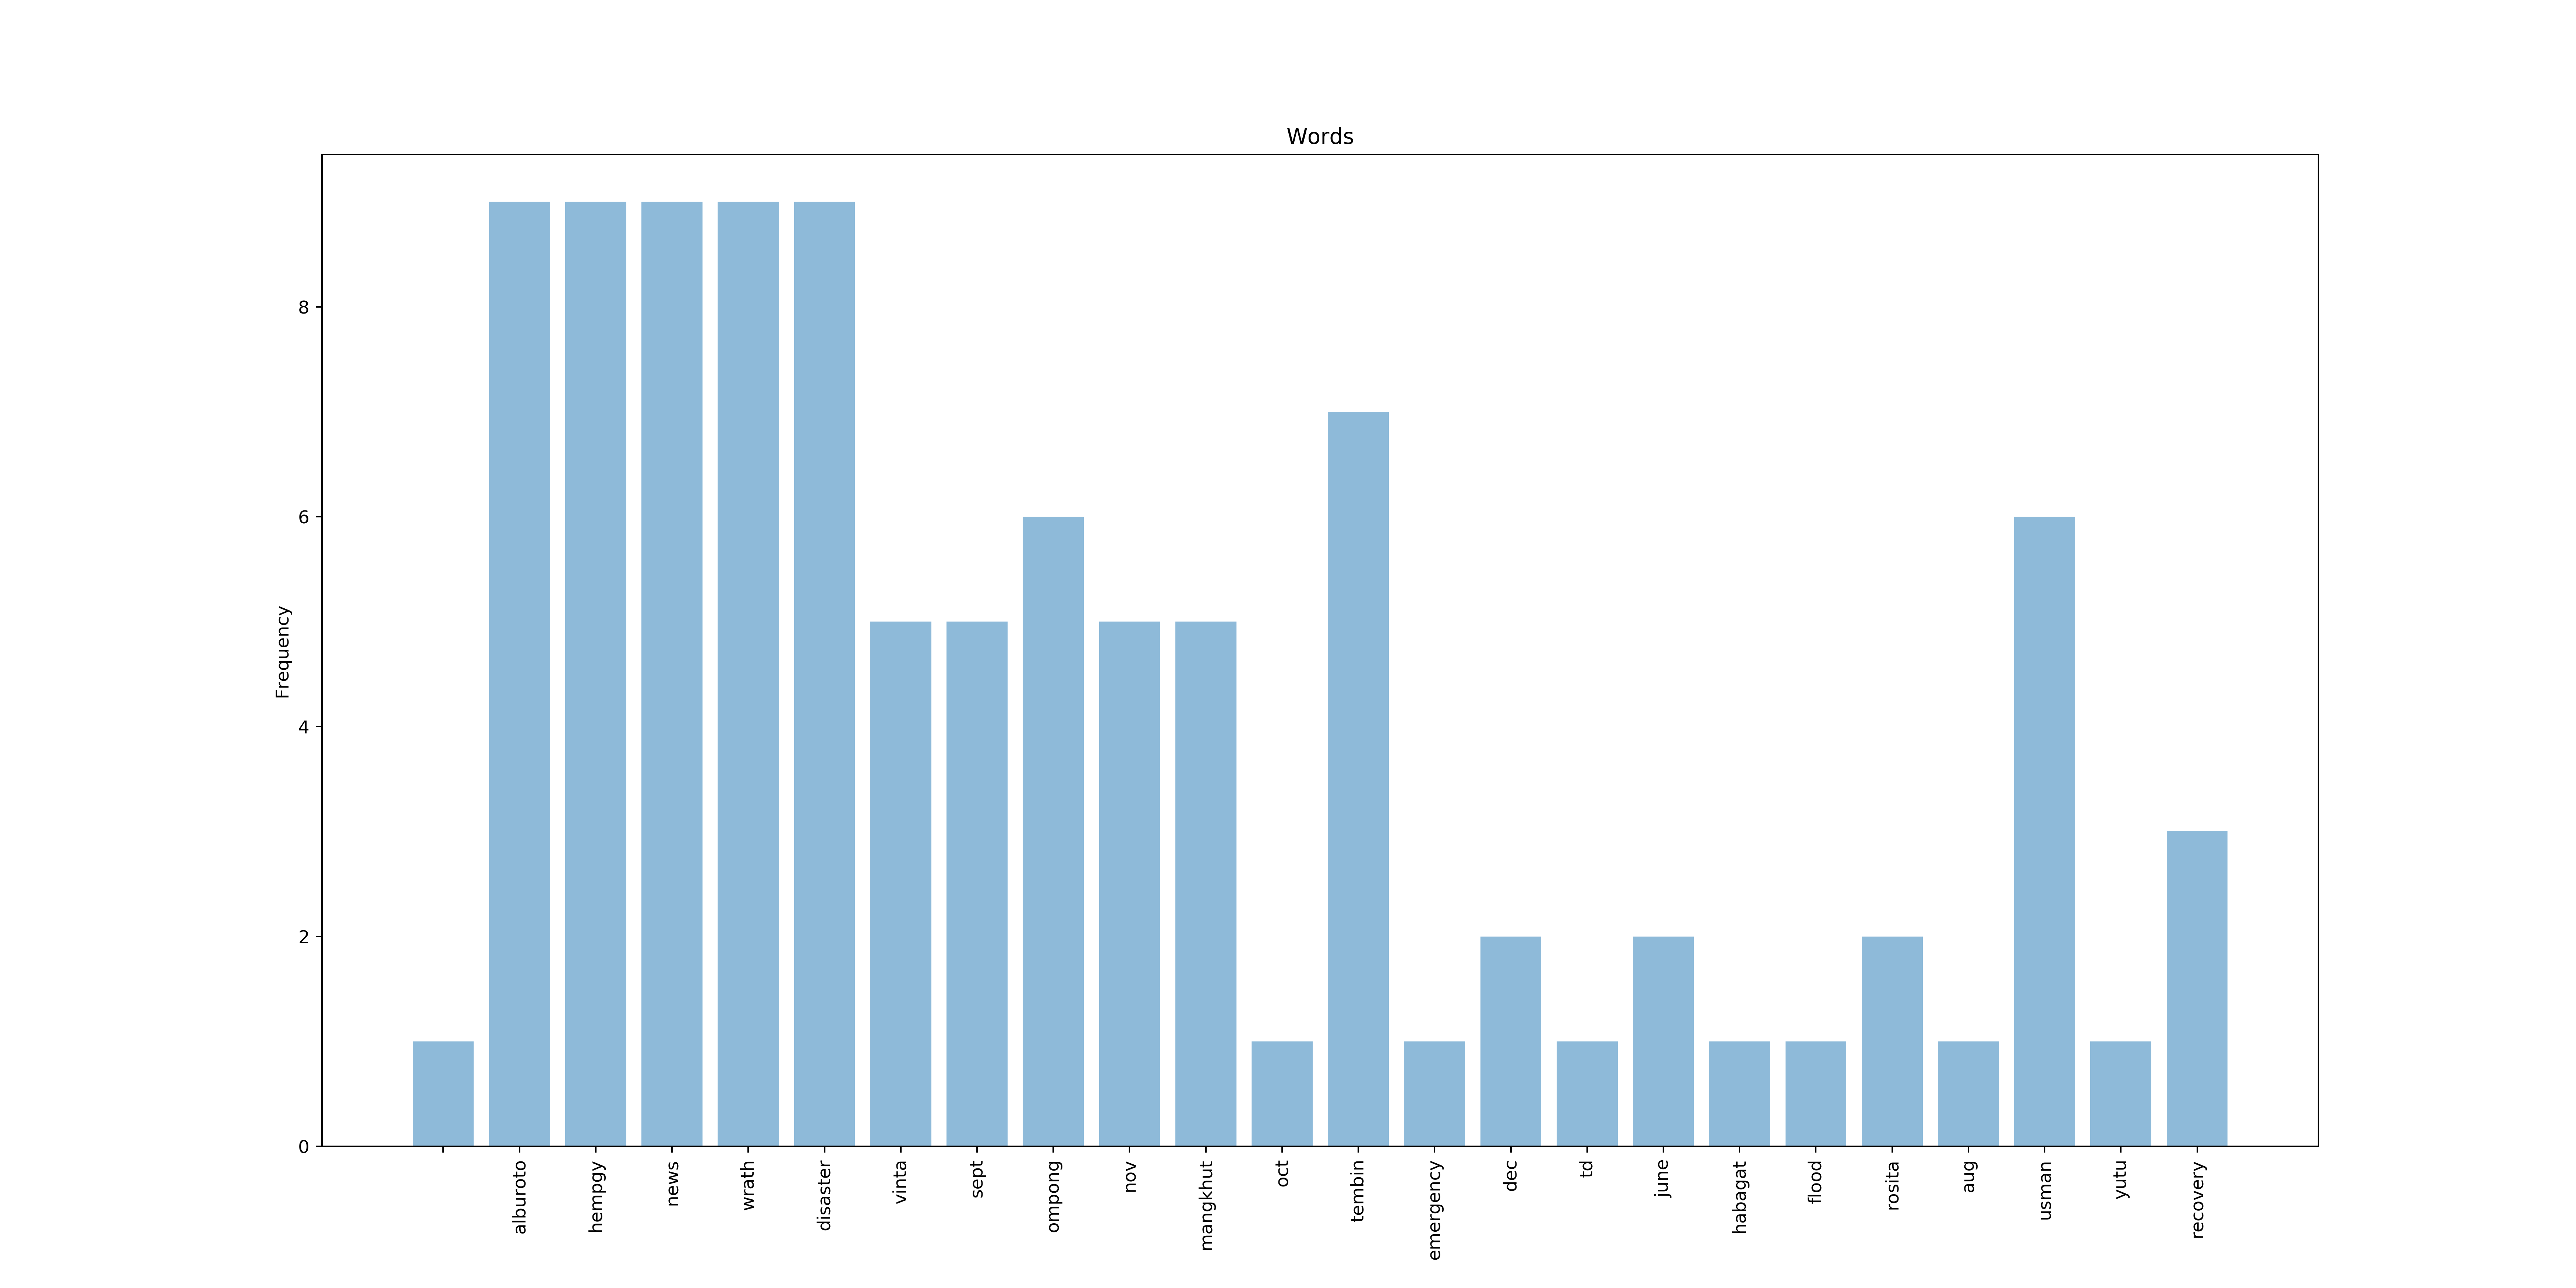 Words
Frequency
8
6
4
2
0
alburoto
hempgy
news
wrath
disaster
vinta
sept
ompong
nov
mangkhut
oct
tembin
emergency
dec
td
june
habagat
flood
rosita
aug
usman
yutu
recovery